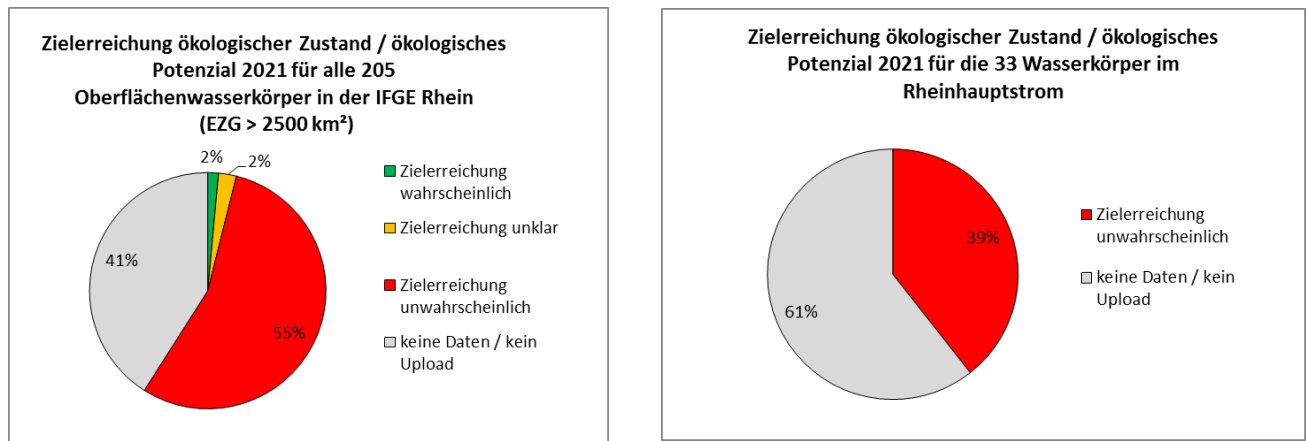 Zielerreichung ökologischer Zustand / ökologisches
Potenzial 2021 für alle 205
Oberflächenwasserkörper in der IFGE Rhein
(EZG > 2500 km²)
2%
2%
41%
55%
Zielerreichung
wahrscheinlich
Zielerreichung unklar
Zielerreichung
unwahrscheinlich
keine Daten / kein
Upload
Zielerreichung ökologischer Zustand / ökologisches
Potenzial 2021 für die 33 Wasserkörper im
Rheinhauptstrom
39%
61%
Zielerreichung
unwahrscheinlich
keine Daten / kein
Upload